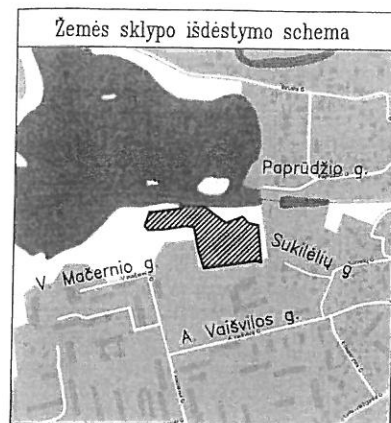 Žemės sklypo išdėstymo schema
Paprūdžio g.
Sukilėlių g.
V. Mačernio g.
A. Vaišvilos g.